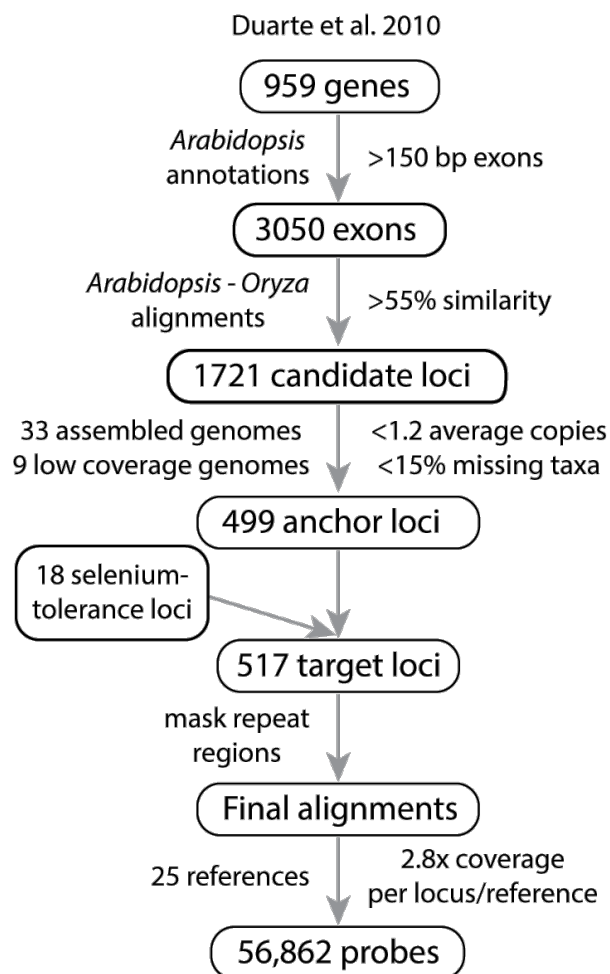 Duarte et al. 2010
959 genes
Arabidopsis
annotations
>150 bp exons
3050 exons
Arabidopsis - Oryza
alignments
>55% similarity
1721 candidate loci
33 assembled genomes
9 low coverage genomes
<1.2 average copies
<15% missing taxa
499 anchor loci
18 selenium-
tolerance loci
517 target loci
mask repeat
regions
Final alignments
25 references
2.8x coverage
per locus/reference
56,862 probes